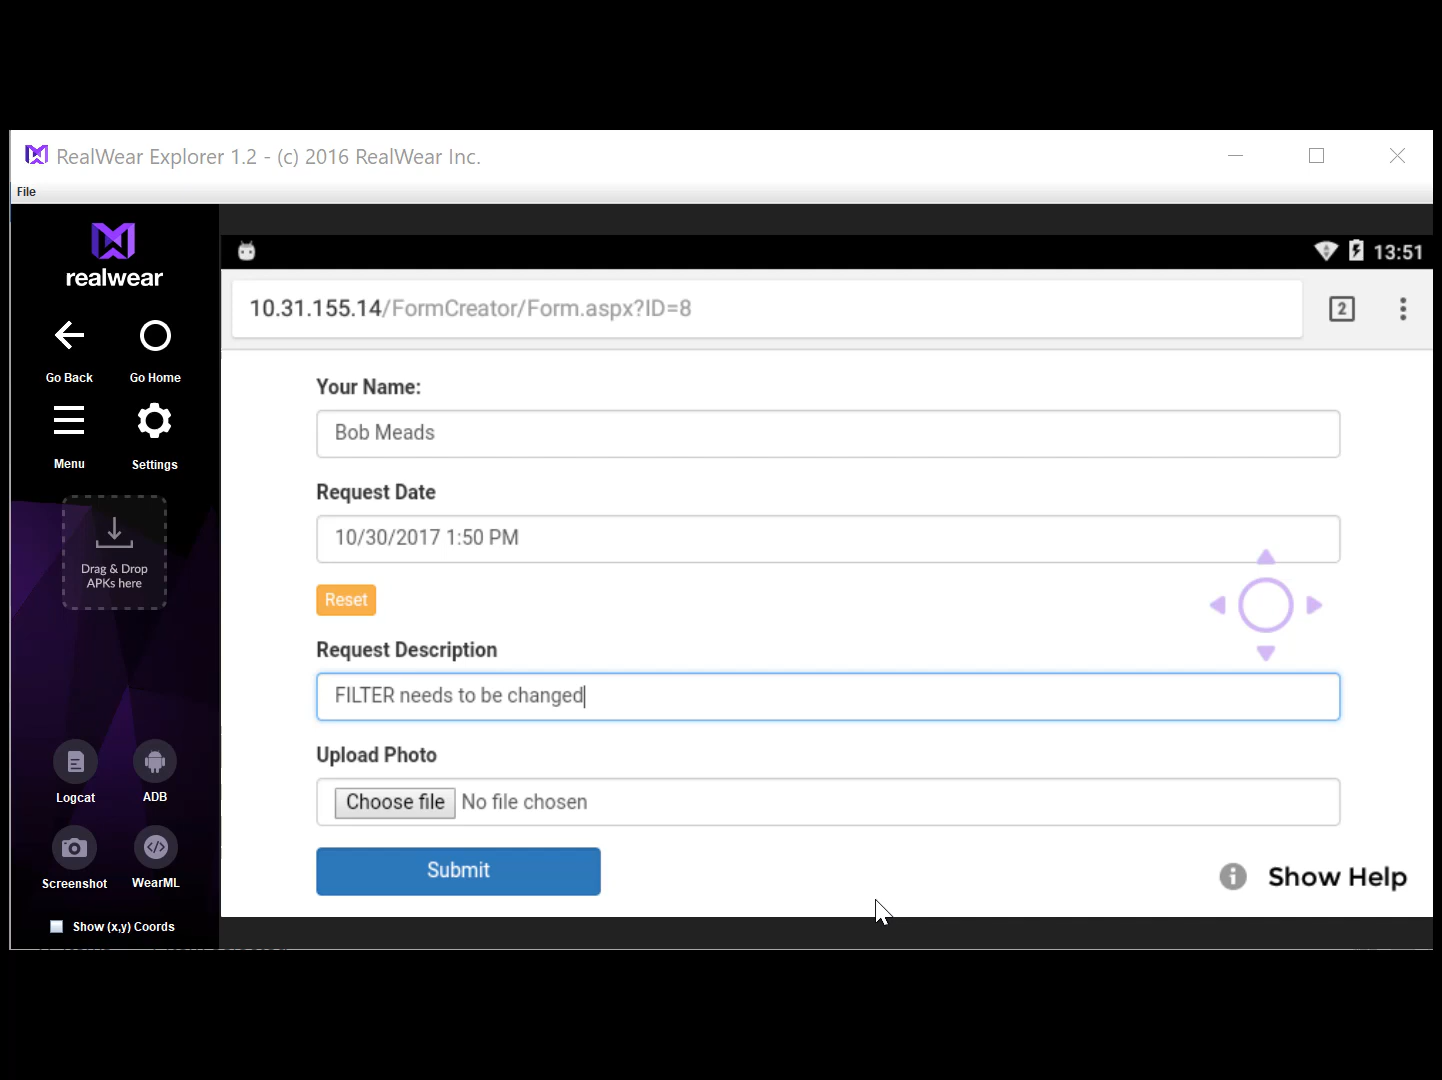 RealWear Explorer 1.2 - (c) 2016 RealWear Inc.
File
realwear
Go Back
Go Home
Menu
Settings
Drag & Drop
APKs here
Logcat
ADB
Screenshot
WearML
Show (x,y) Coords
13:51
10.31.155.14/FormCreator/Form.aspx?ID=8
2
Your Name:
Bob Meads
Request Date
10/30/2017 1:50 PM
Reset
Request Description
FILTER needs to be changed
Upload Photo
Choose file No file chosen
Submit
Show Help